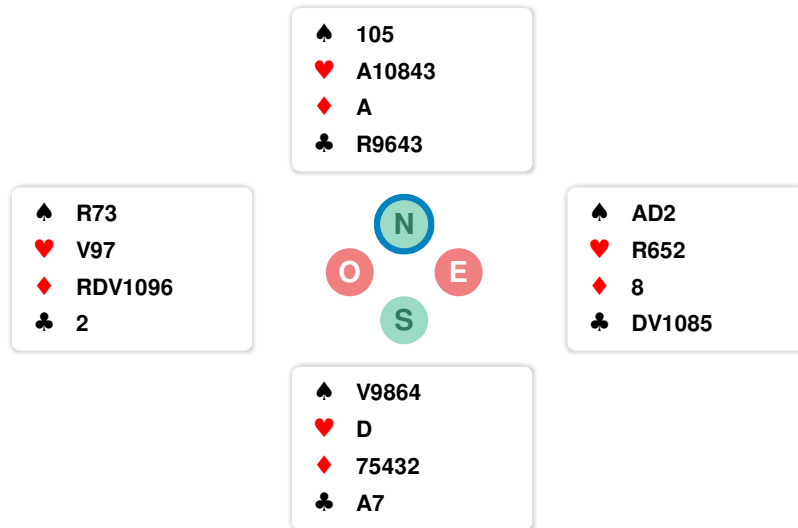 ♠ 105
♥ A10843
♦ A
♣ R9643
♠ R73
♥ V97
♦ RDV1096
♣ 2
N
O E
S
♠ AD2
♥ R652
♦ 8
♣ DV1085
♠ V9864
♥ D
♦ 75432
♣ A7